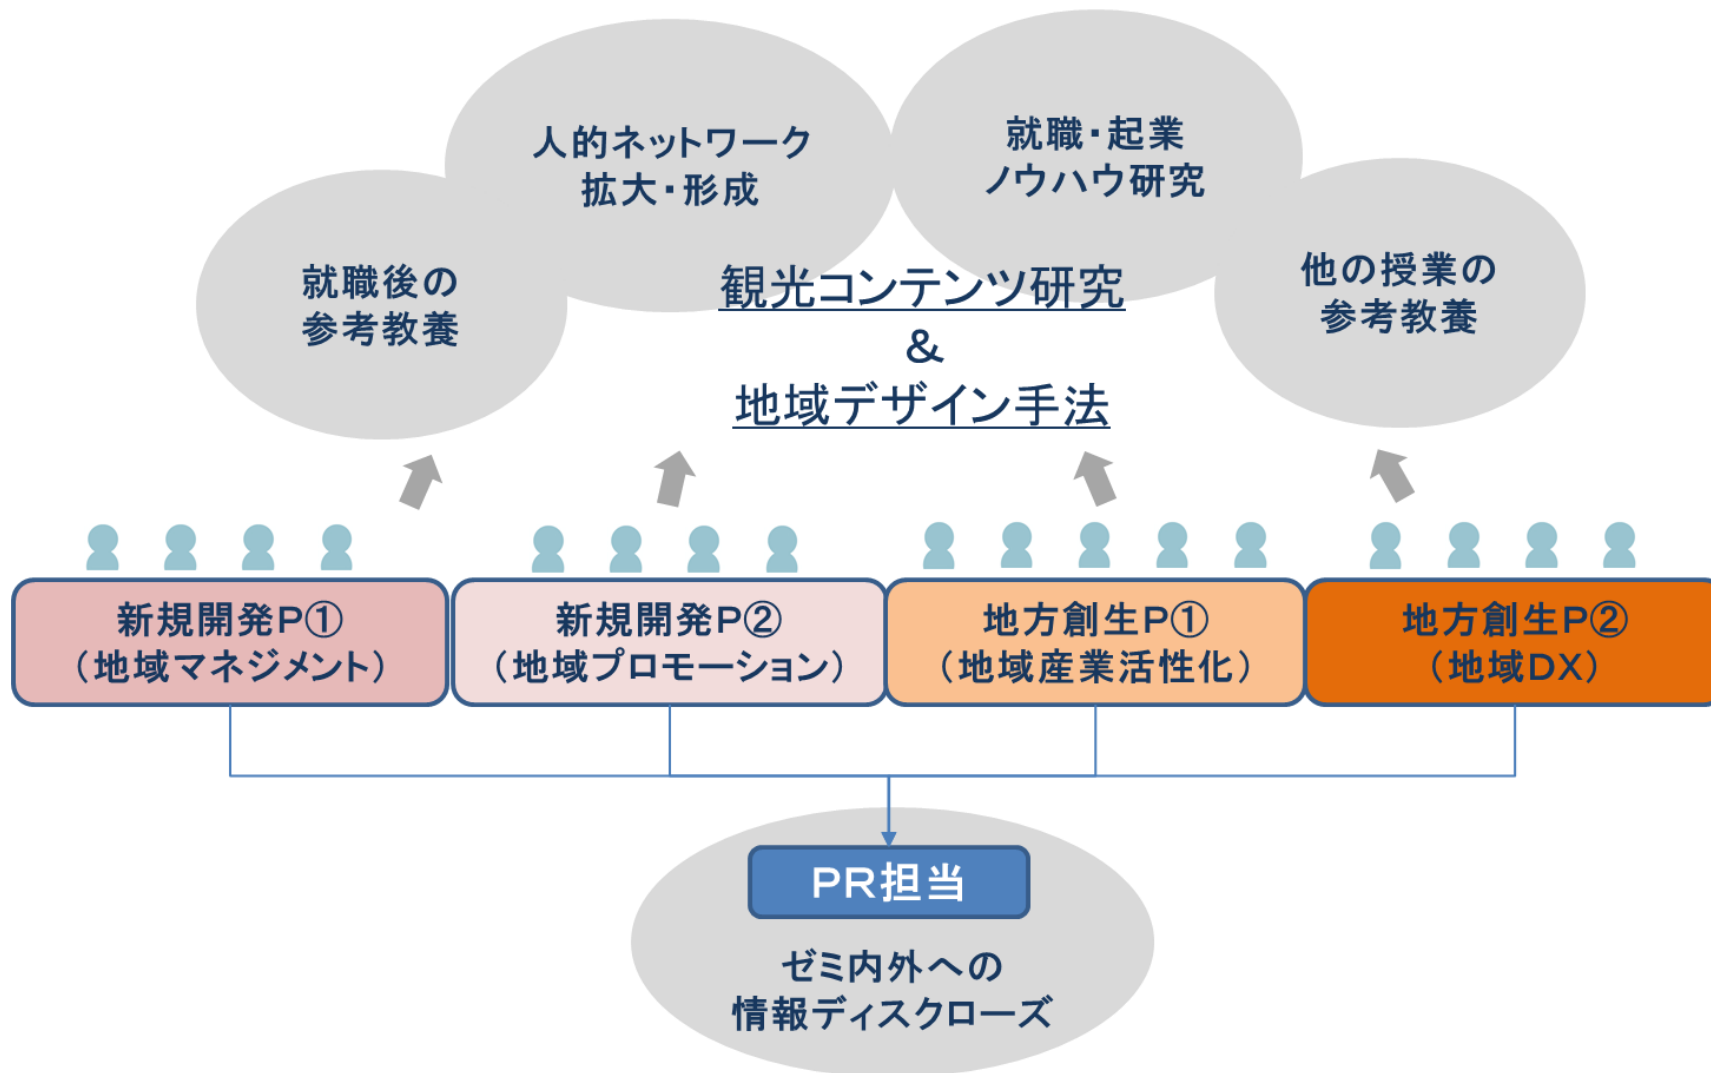 人的ネットワーク
拡大・形成
就職・起業
ノウハウ研究
就職後の
参考教養
他の授業の
参考教養
観光コンテンツ研究
&
地域デザイン手法
新規開発P①
(地域マネジメント)
新規開発P②
(地域プロモーション)
地方創生P①
(地域産業活性化)
地方創生P②
(地域DX)
PR担当
ゼミ内外への
情報ディスクローズ